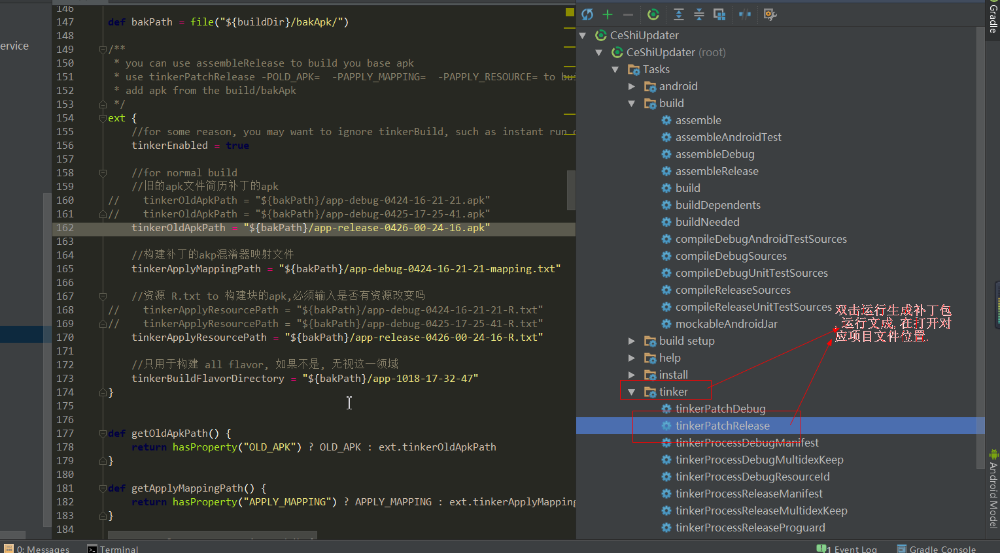 ervice
146
147 def bakPath = file("${buildDir}/bakApk/")
148
149 /**
150 * you can use assembleRelease to build you base apk
151 * use tinkerPatchRelease -POLD_APK=  -PAPPLY_MAPPING=  -PAPPLY_RESOURCE= to bu
152 * add apk from the build/bakApk
153 */
154 ext {
155 //for some reason, you may want to ignore tinkerBuild, such as instant run
156 tinkerEnabled = true
157
158 //for normal build
159 //旧的apk文件简历补丁的apk
160 // tinkerOldApkPath = "${bakPath}/app-debug-0424-16-21-21.apk"
161 // tinkerOldApkPath = "${bakPath}/app-debug-0425-17-25-41.apk"
162 tinkerOldApkPath = "${bakPath}/app-release-0426-00-24-16.apk"
163
164 //构建补丁的akp混淆器映射文件
165 tinkerApplyMappingPath = "${bakPath}/app-debug-0424-16-21-21-mapping.txt"
166
167 //资源 R.txt to 构建块的apk,必须输入是否有资源改变吗
168 // tinkerApplyResourcePath = "${bakPath}/app-debug-0424-16-21-21-R.txt"
169 // tinkerApplyResourcePath = "${bakPath}/app-debug-0425-17-25-41-R.txt"
170 tinkerApplyResourcePath = "${bakPath}/app-release-0426-00-24-16-R.txt"
171
172 //只用于构建 all flavor, 如果不是, 无视这一领域
173 tinkerBuildFlavorDirectory = "${bakPath}/app-1018-17-32-47"
174 }
175
176
177 def getOldApkPath() {
178 return hasProperty("OLD_APK") ? OLD_APK : ext.tinkerOldApkPath
179 }
180
181 def getApplyMappingPath() {
182 return hasProperty("APPLY_MAPPING") ? APPLY_MAPPING : ext.tinkerApplyMapping
183 }
184
CeShiUpdater
CeShiUpdater (root)
Tasks
android
build
assemble
assembleAndroidTest
assembleDebug
assembleRelease
build
buildDependents
buildNeeded
compileDebugAndroidTestSources
compileDebugSources
compileDebugUnitTestSources
compileReleaseSources
compileReleaseUnitTestSources
mockableAndroidJar
build setup
help
install
tinker
tinkerPatchDebug
tinkerPatchRelease
tinkerProcessDebugManifest
tinkerProcessDebugMultidexKeep
tinkerProcessDebugResourceId
tinkerProcessReleaseManifest
tinkerProcessReleaseMultidexKeep
tinkerProcessReleaseProguard
双击运行生成补丁包
运行文成,在打开对
应项目文件位置.
Gradle
Android Model
0: Messages
Terminal
1 Event Log
Gradle Console